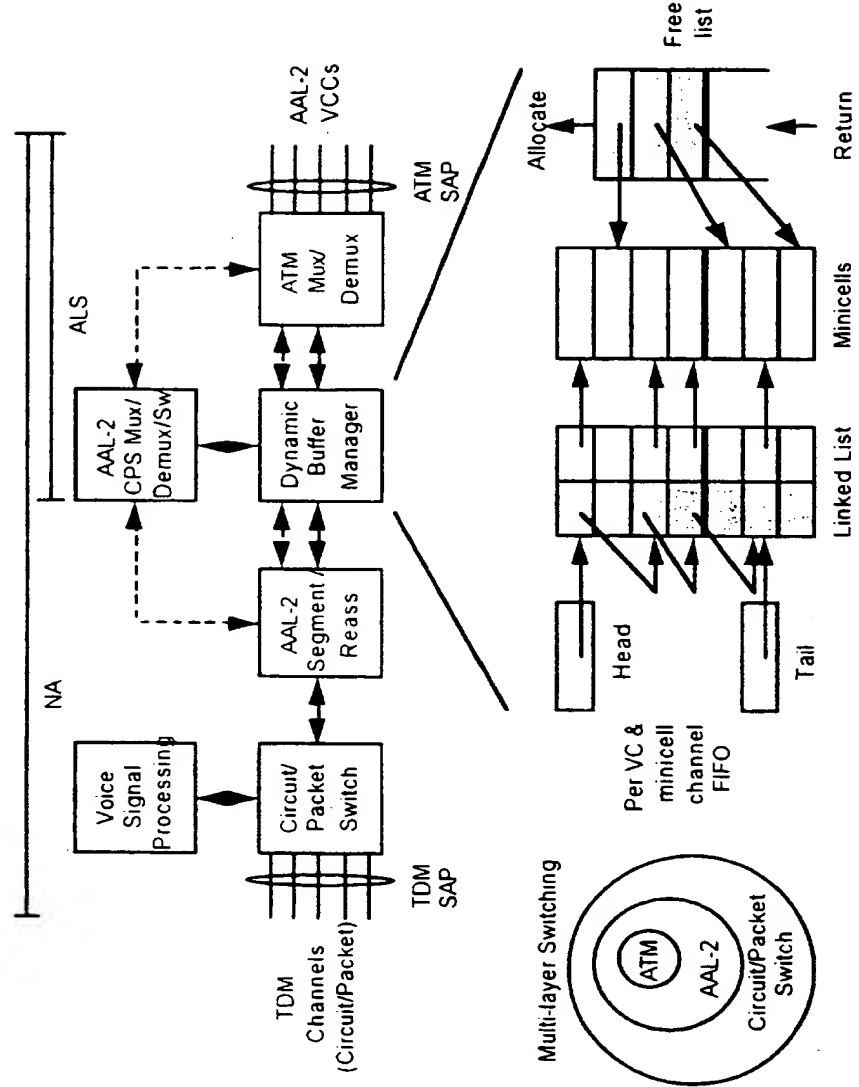 NA
ALS
Voice
Signal
Processing
AAL-2
CPS Mux/
Demux/Sw
TDM
Channels
(Circuit/Packet)
TDM
SAP
Circuit/
Packet
Switch
AAL-2
Segment /
Reass
Dynamic
Buffer
Manager
ATM
Mux/
Demux
AAL-2
VCCs
ATM
SAP
Multi-layer Switching
ATM
AAL-2
Circuit/Packet
Switch
Per VC &
minicell
channel
FIFO
Head
Tail
Linked List
Minicells
Allocate
Free
list
Return